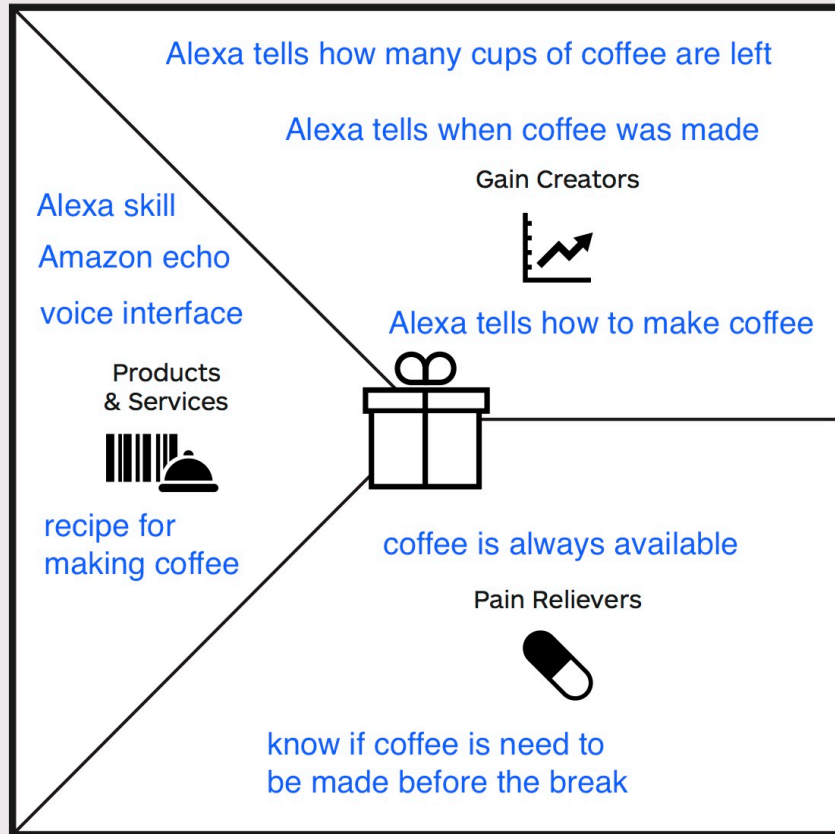 Alexa tells how many cups of coffee are left
Alexa tells when coffee was made
Gain Creators
Alexa tells how to make coffee
Alexa skill
Amazon echo
voice interface
Products
& Services
recipe for
making coffee
coffee is always available
Pain Relievers
know if coffee is need to
be made before the break